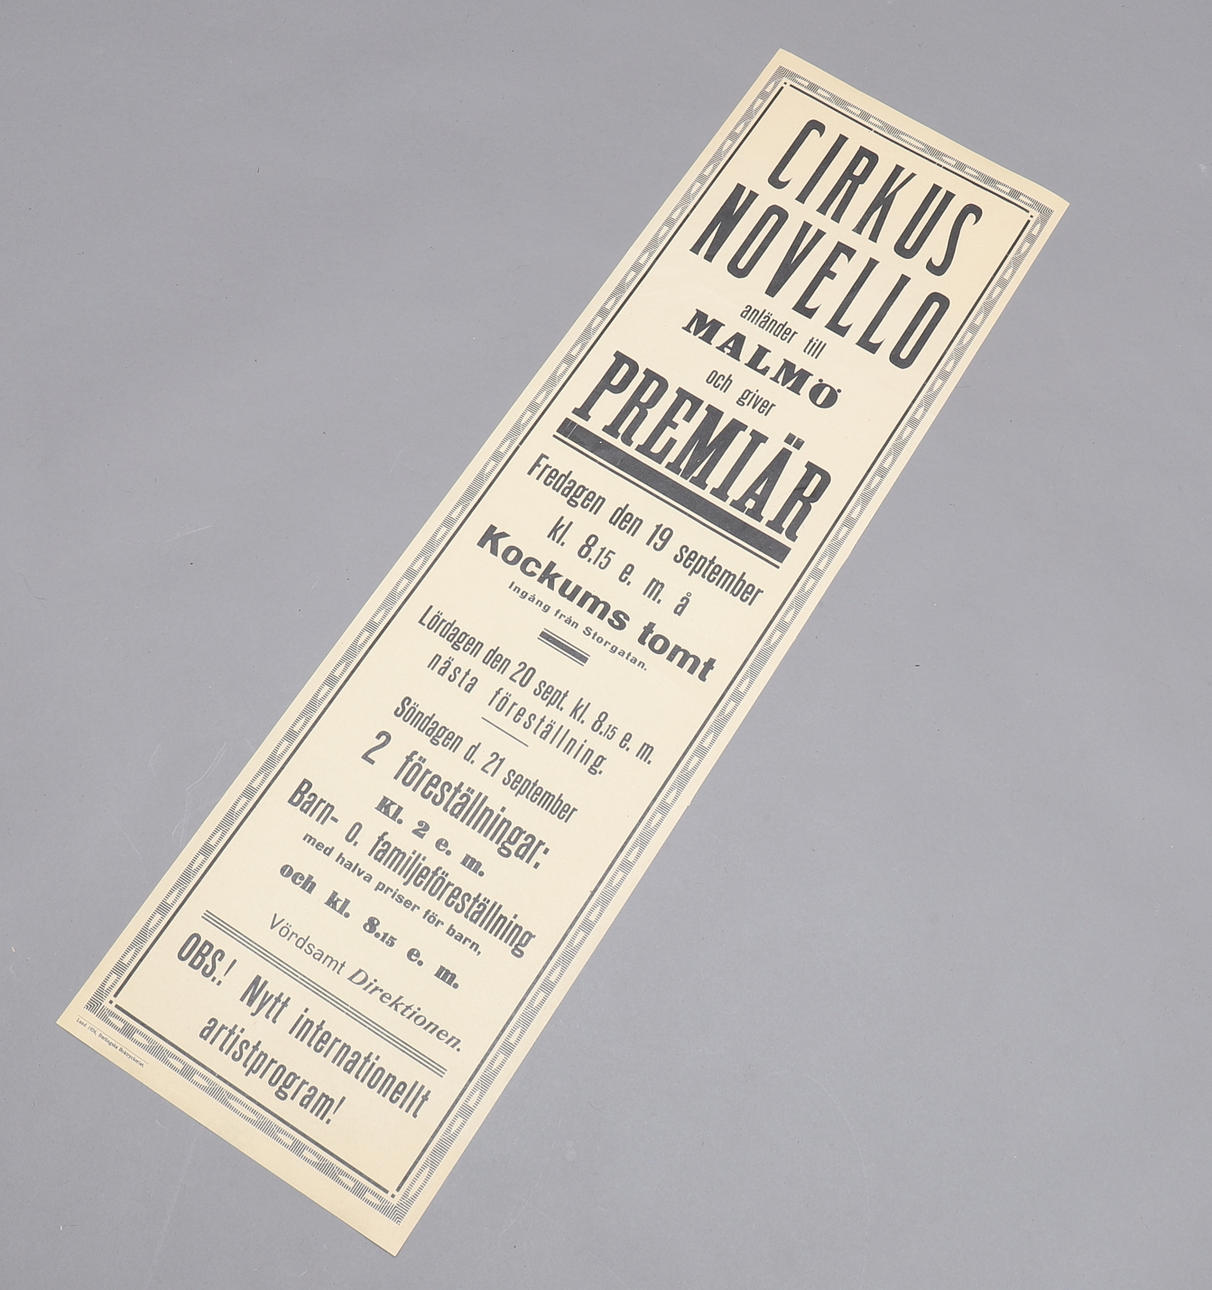 CIRKUS
NOVELLO
anländer till
MALMÖ
och giver
PREMIÄR
Fredagen den 19 september
kl. 8.15 e. m. å
Kockums tomt
Ingång från Storgatan.
Lördagen den 20 sept. kl. 8.15 e. m.
nästa föreställning.
Söndagen d. 21 september
2 föreställningar:
Kl. 2 e. m.
Barn- o. familjeföreställning
med halva priser för barn,
och kl. 8.15 e. m.
Vördsamt Direktionen.
OBS.! Nytt internationellt
artistprogram!
Lund 1924,